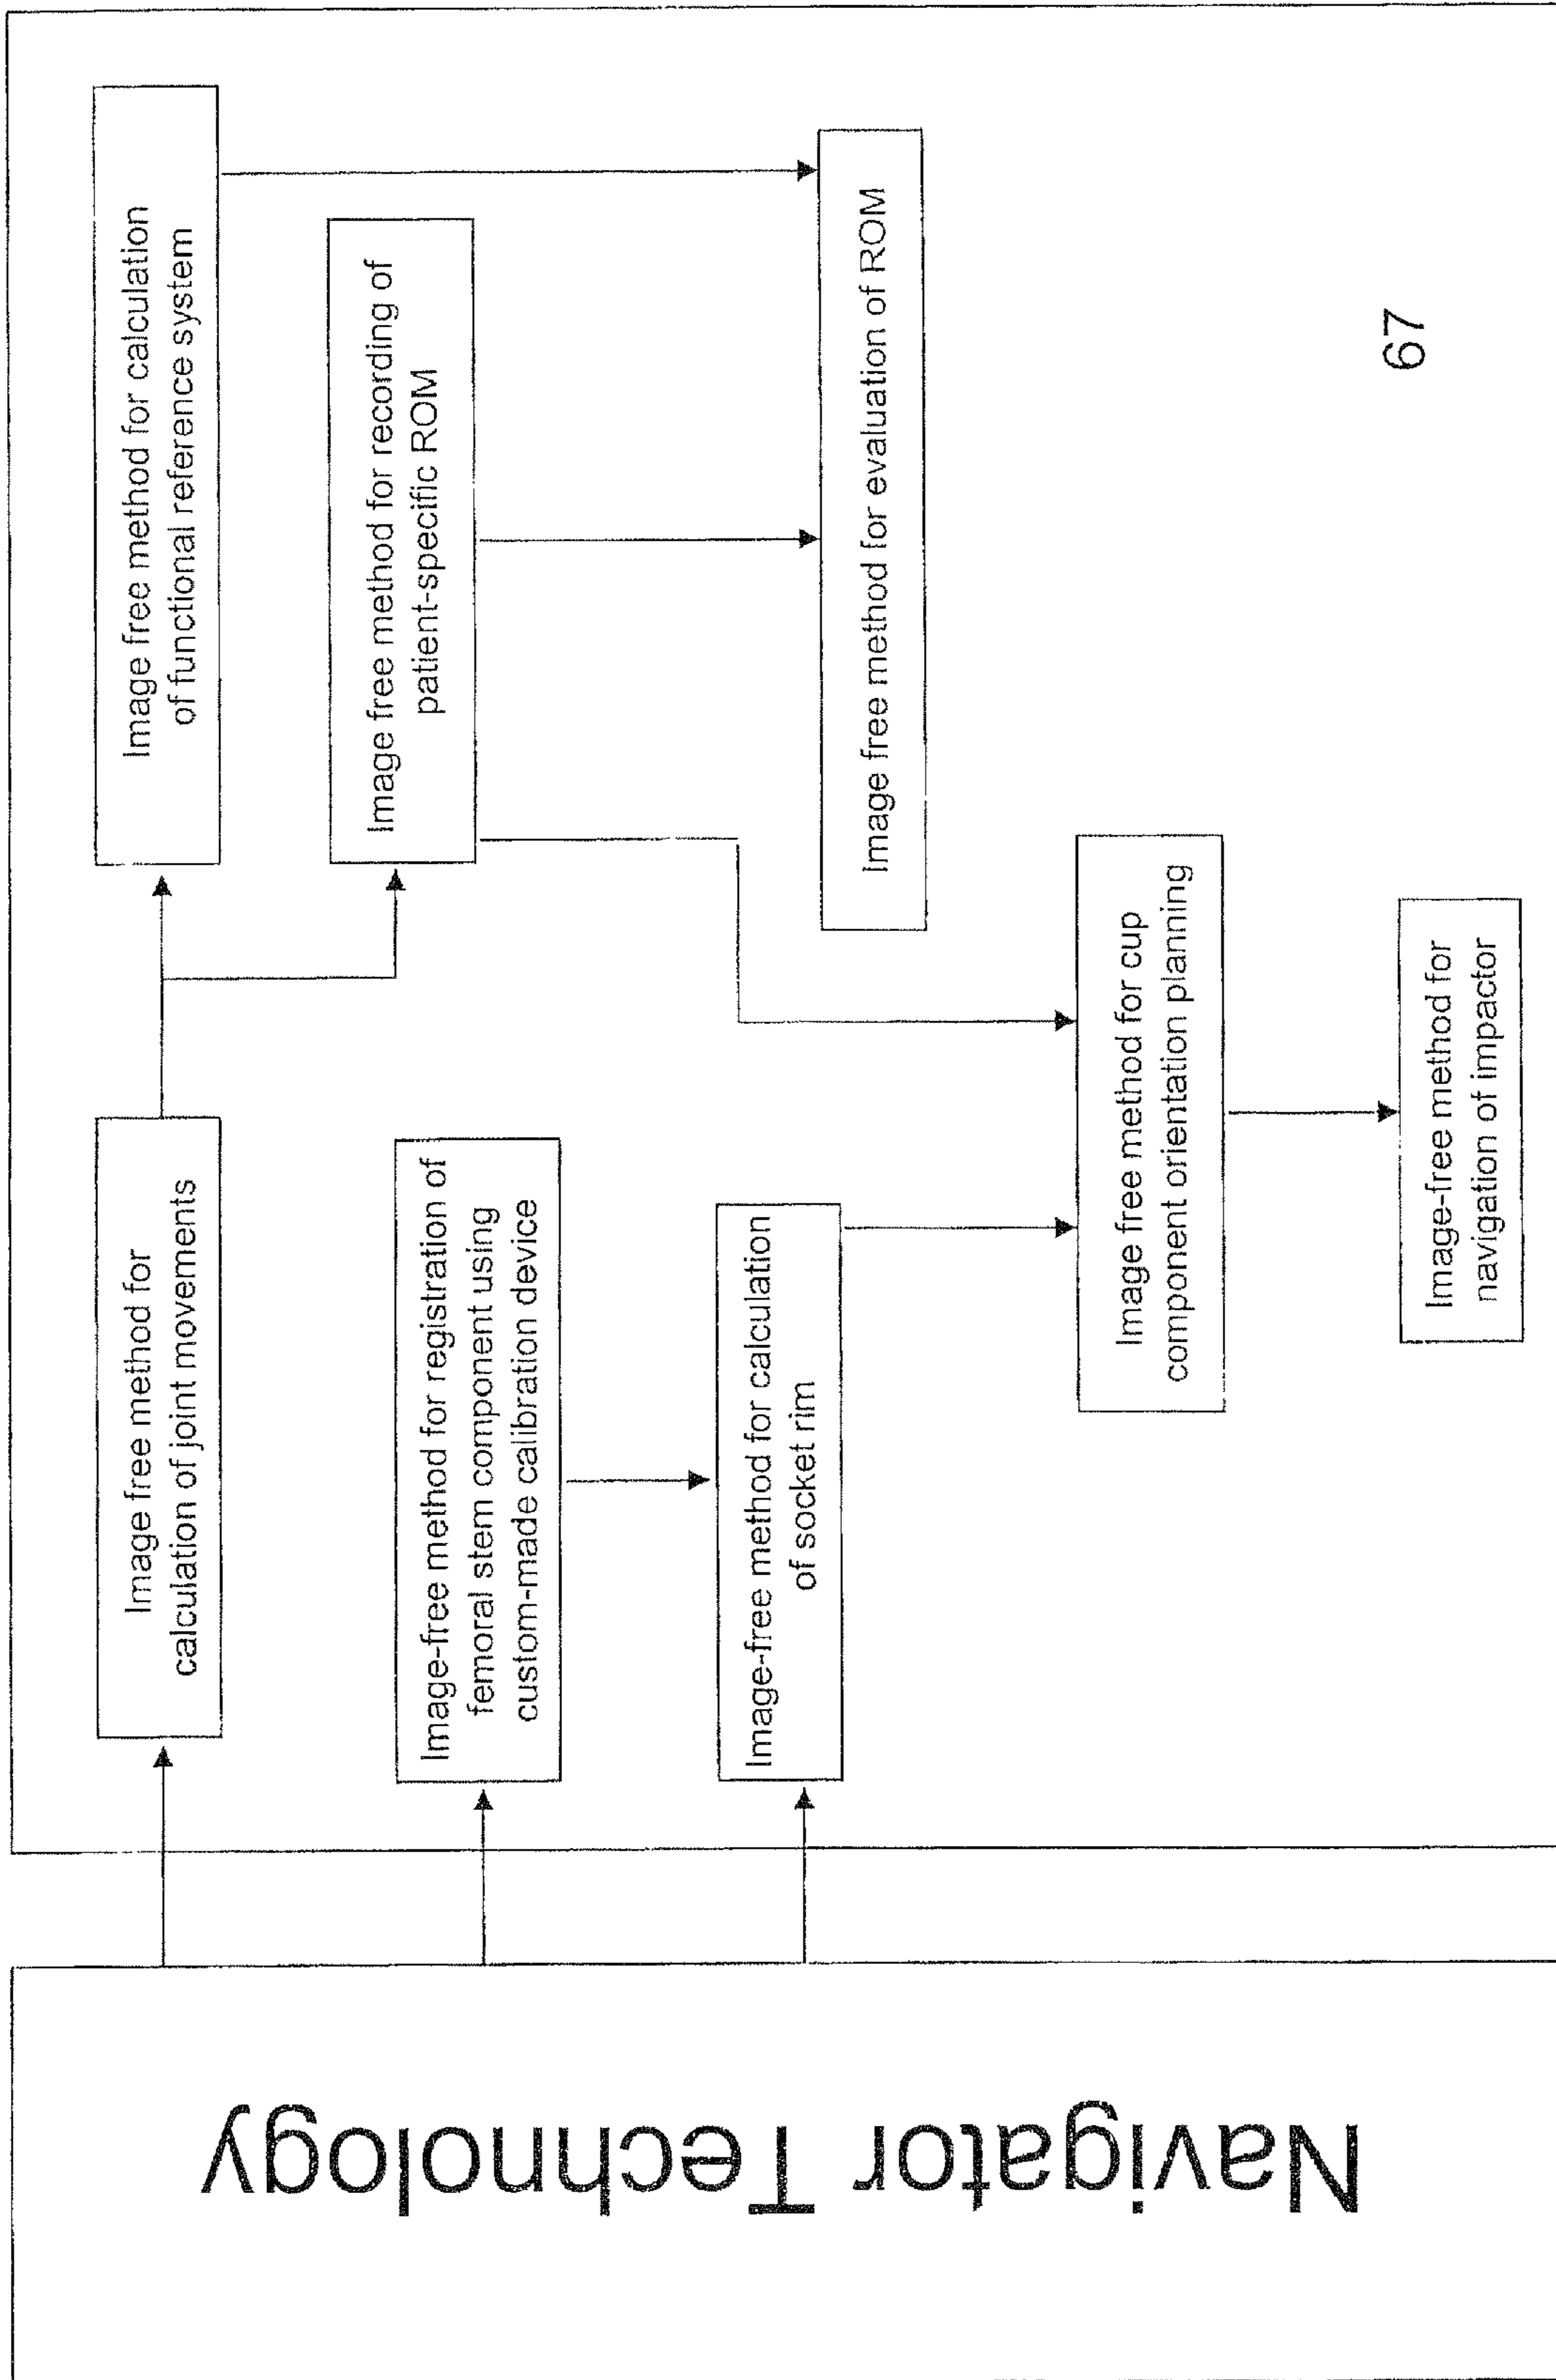 Navigator Technology
Image free method for
calculation of joint movements
Image free method for calculation
of functional reference system
Image free method for recording of
patient-specific ROM
Image-free method for registration of
femoral stem component using
custom-made calibration device
Image-free method for calculation
of socket rim
Image free method for evaluation of ROM
Image free method for cup
component orientation planning
Image-free method for
navigation of impactor
67